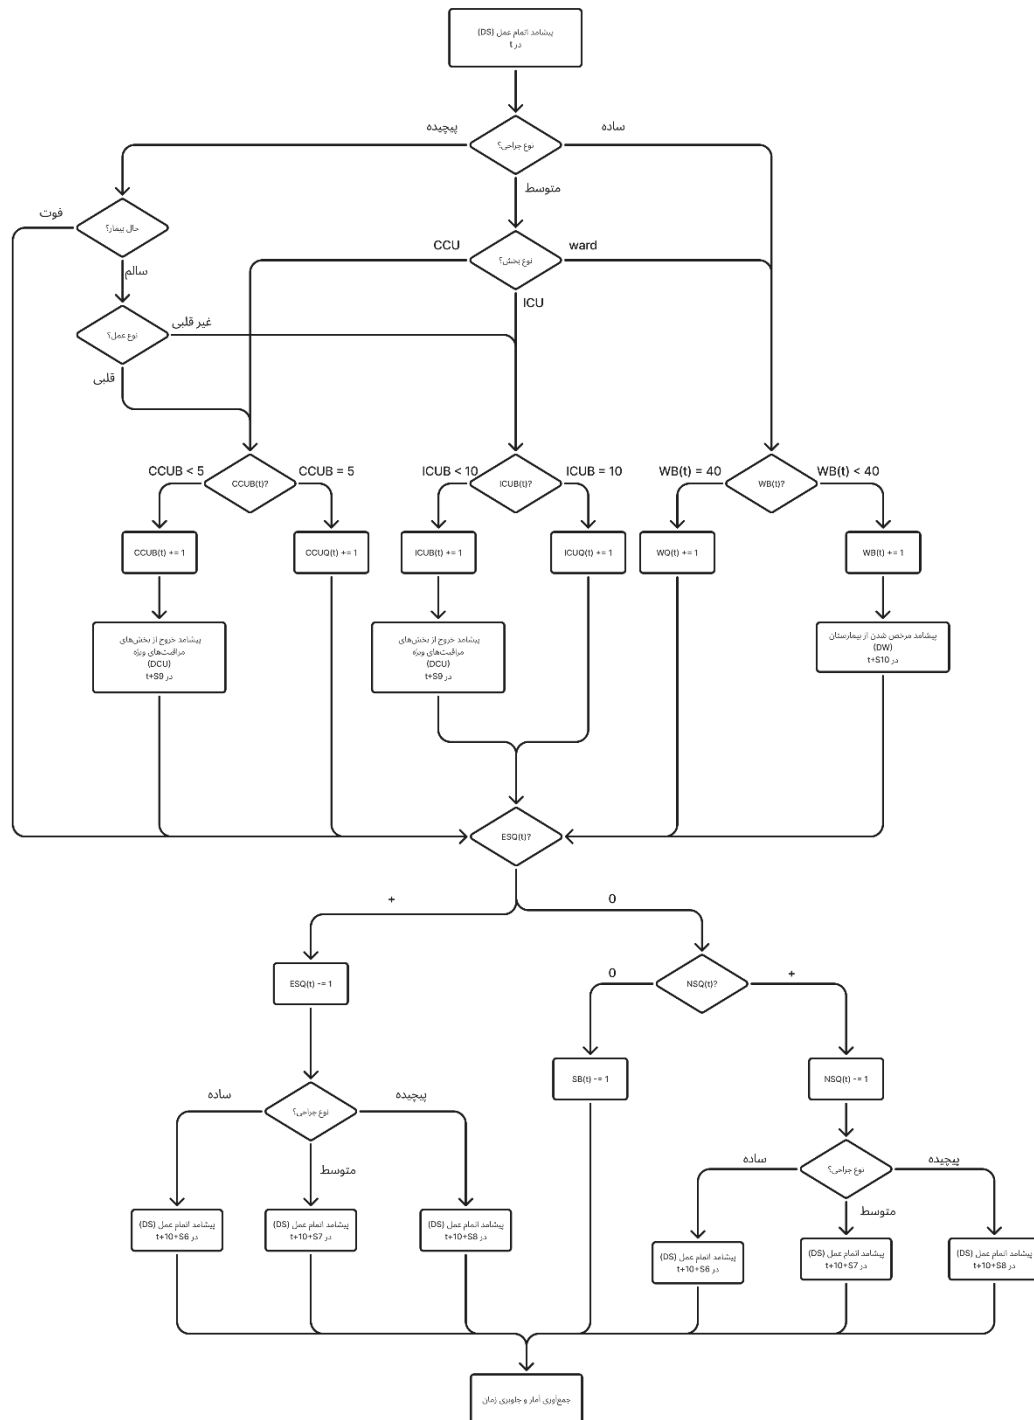 پیشامد اتمام عمل (DS)
در t
نوع جراحی؟
پیچیده
ساده
متوسط
حال بیمار؟
فوت
سالم
نوع بخش؟
CCU
ward
ICU
نوع عمل؟
غیر قلبی
قلبی
CCUB(t)?
CCUB < 5
CCUB = 5
ICUB(t)?
ICUB < 10
ICUB = 10
WB(t)?
WB(t) = 40
WB(t) < 40
CCUB(t) += 1
CCUQ(t) += 1
ICUB(t) += 1
ICUQ(t) += 1
WQ(t) += 1
WB(t) += 1
پیشامد خروج از بخش‌های
مراقبت‌های ویژه
(DCU)
در t+S9
پیشامد خروج از بخش‌های
مراقبت‌های ویژه
(DCU)
در t+S9
پیشامد مرخص شدن از بیمارستان
(DW)
در t+S10
ESQ(t)?
+
0
ESQ(t) -= 1
NSQ(t)?
0
+
SB(t) -= 1
NSQ(t) -= 1
نوع جراحی؟
ساده
پیچیده
متوسط
نوع جراحی؟
ساده
پیچیده
متوسط
پیشامد اتمام عمل (DS)
در t+10+S6
پیشامد اتمام عمل (DS)
در t+10+S7
پیشامد اتمام عمل (DS)
در t+10+S8
پیشامد اتمام عمل (DS)
در t+10+S6
پیشامد اتمام عمل (DS)
در t+10+S7
پیشامد اتمام عمل (DS)
در t+10+S8
جمع‌آوری آمار و جلوبری زمان